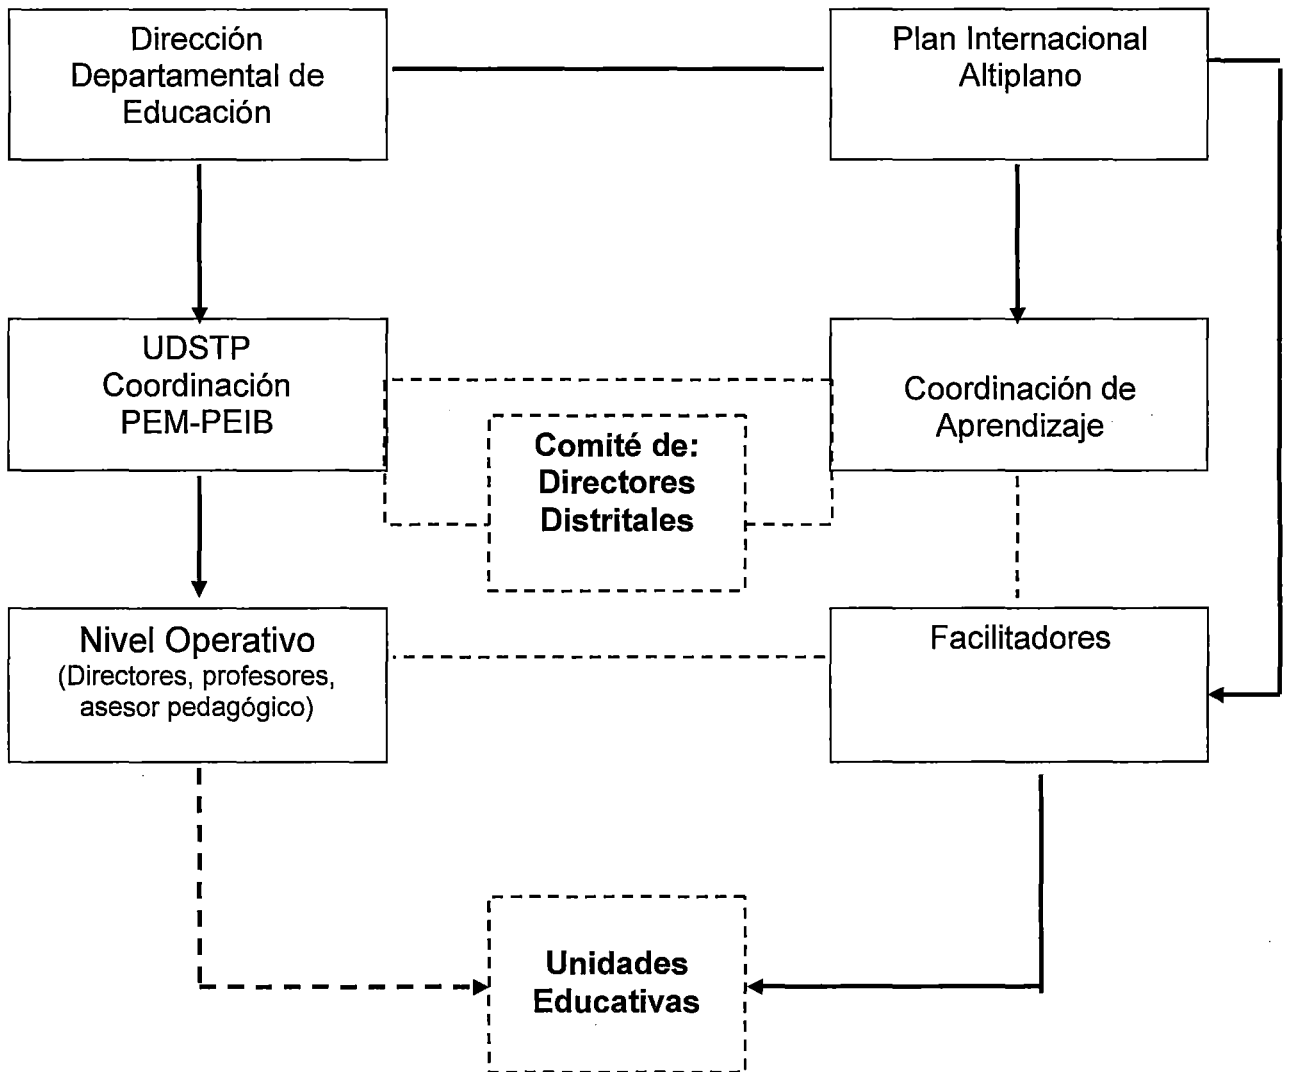 Dirección
Departamental de
Educación
Plan Internacional
Altiplano
UDSTP
Coordinación
PEM-PEIB
Comité de:
Directores
Distritales
Coordinación de
Aprendizaje
Nivel Operativo
(Directores, profesores,
asesor pedagógico)
Facilitadores
Unidades
Educativas